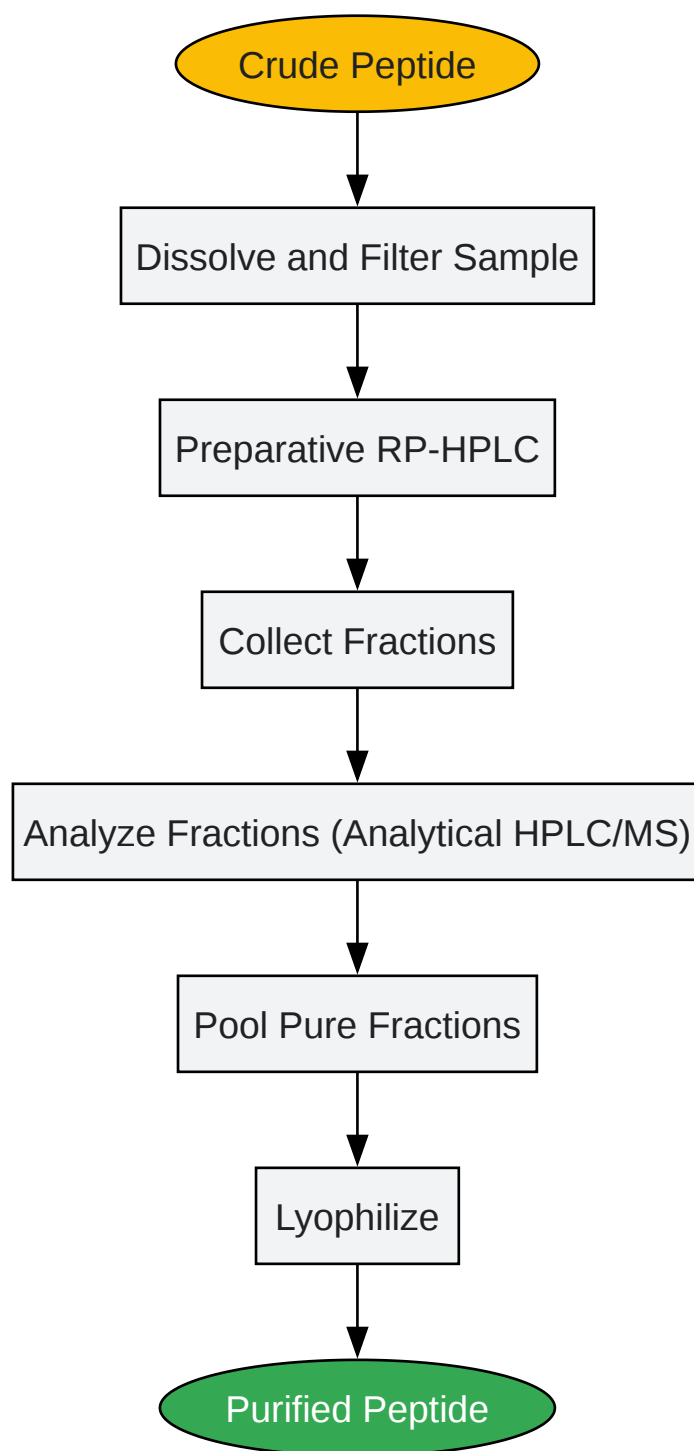 Crude Peptide
Dissolve and Filter Sample
Preparative RP-HPLC
Collect Fractions
Analyze Fractions (Analytical HPLC/MS)
Pool Pure Fractions
Lyophilize
Purified Peptide